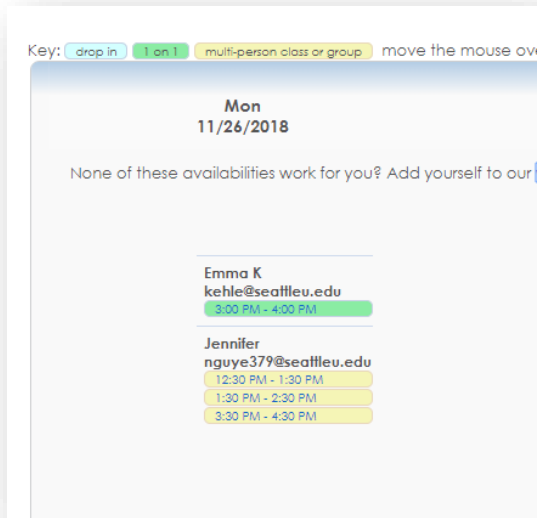 Key: drop in 1 on 1 multi-person class or group move the mouse ove
Mon
11/26/2018
None of these availabilities work for you? Add yourself to our
Emma K
kehle@seattleu.edu
3:00 PM - 4:00 PM
Jennifer
nguye379@seattleu.edu
12:30 PM - 1:30 PM
1:30 PM - 2:30 PM
3:30 PM - 4:30 PM